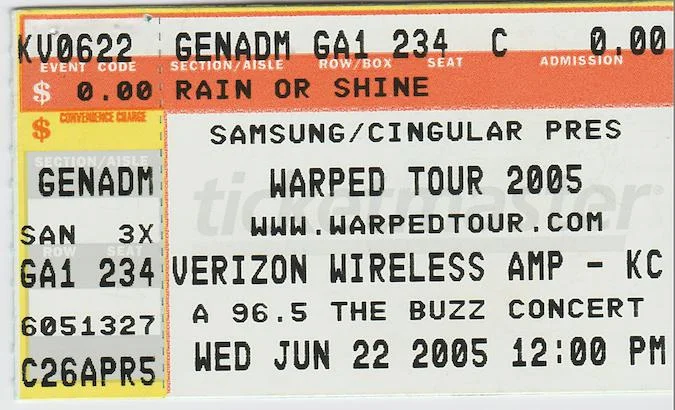 KV0622 GENADM GA1 234 C 0.00
EVENT CODE SECTION/AISLE ROW/BOX SEAT ADMISSION
$ 0.00 RAIN OR SHINE
$ CONVENIENCE CHARGE
SECTION/AISLE
GENADM
SAN 3X
ROW SEAT
GA1 234
6051327
C26APR5
SAMSUNG/CINGULAR PRES
WARPED TOUR 2005
ticketmaster®
WWW.WARPEDTOUR.COM
VERIZON WIRELESS AMP - KC
A 96.5 THE BUZZ CONCERT
WED JUN 22 2005 12:00 PM